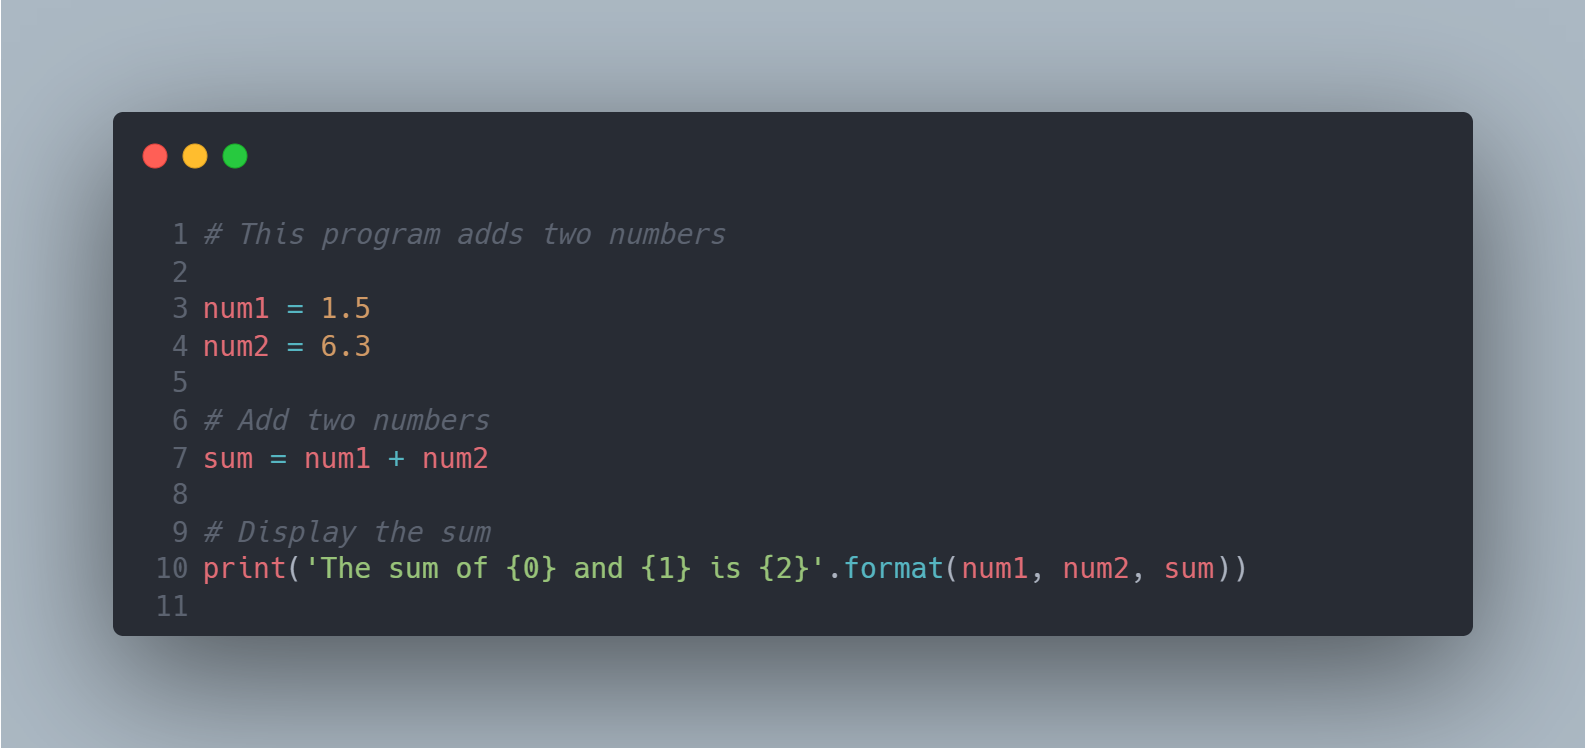 1 # This program adds two numbers
2
3 num1 = 1.5
4 num2 = 6.3
5
6 # Add two numbers
7 sum = num1 + num2
8
9 # Display the sum
10 print('The sum of {0} and {1} is {2}'.format(num1, num2, sum))
11